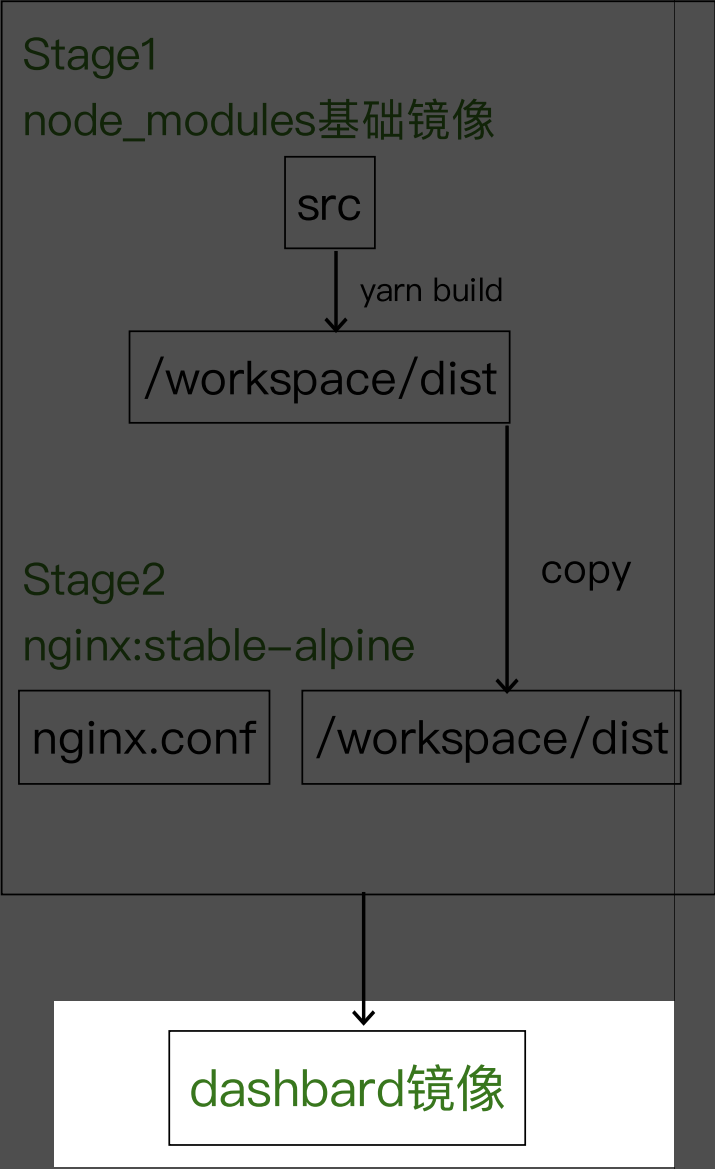 Stage1
node_modules基础镜像
src
yarn build
/workspace/dist
copy
Stage2
nginx:stable-alpine
nginx.conf
/workspace/dist
dashbard镜像